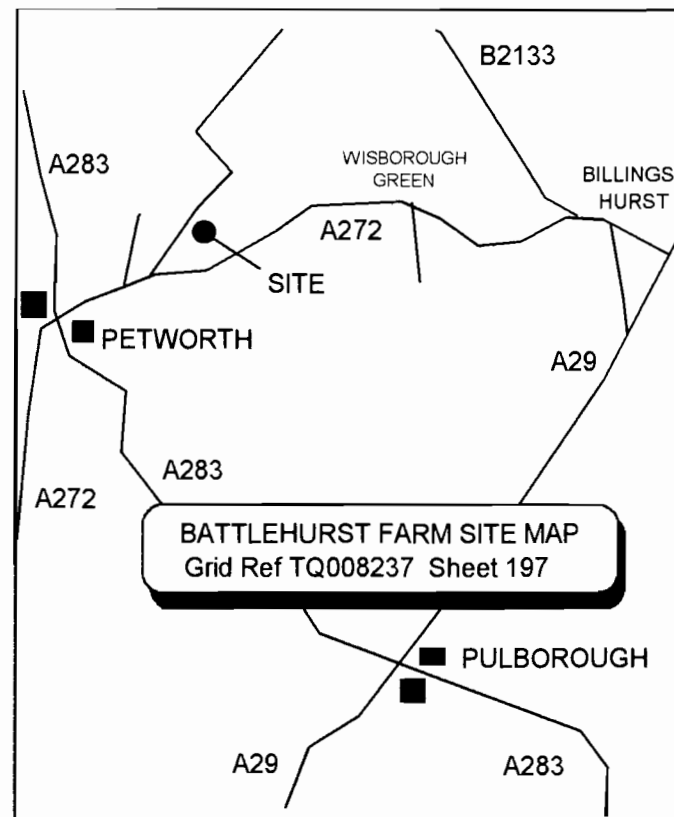 B2133
A283
WISBOROUGH
GREEN
BILLINGS
HURST
A272
SITE
PETWORTH
A29
A283
A272
BATTLEHURST FARM SITE MAP
Grid Ref TQ008237 Sheet 197
PULBOROUGH
A29
A283